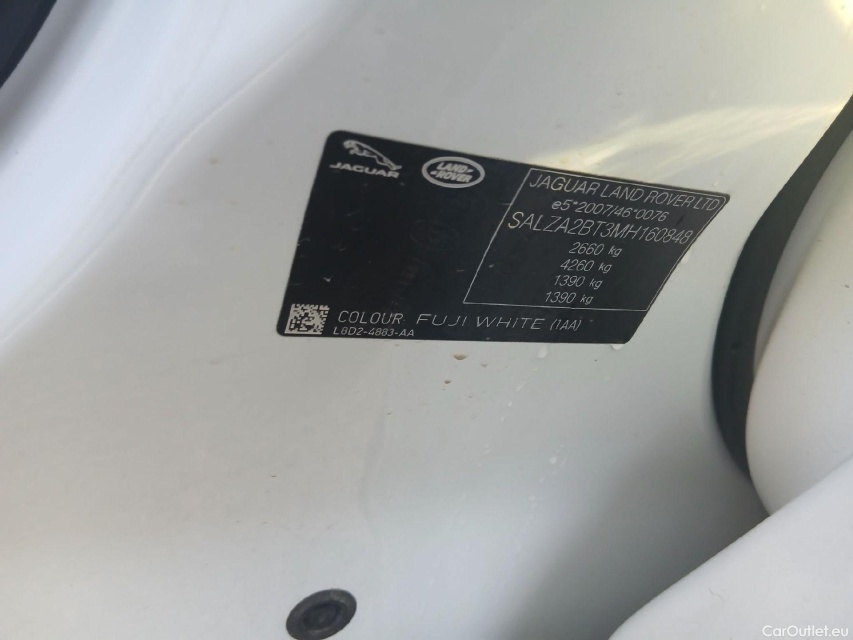 JAGUAR
LAND-
-ROVER
JAGUAR LAND ROVER LTD
e5*2007/46*0076
SALZA2BT3MH160848
2660 kg
4260 kg
1390 kg
1390 kg
COLOUR: FUJI WHITE (1AA)
L8D2-4883-AA
CarOutlet.eu